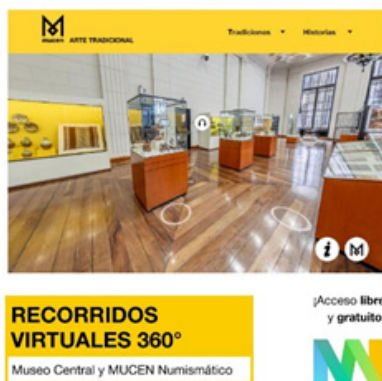 mucen ARTE TRADICIONAL
Tradiciones Historias
¡Acceso libre
y gratuito
RECORRIDOS
VIRTUALES 360°
Museo Central y MUCEN Numismático